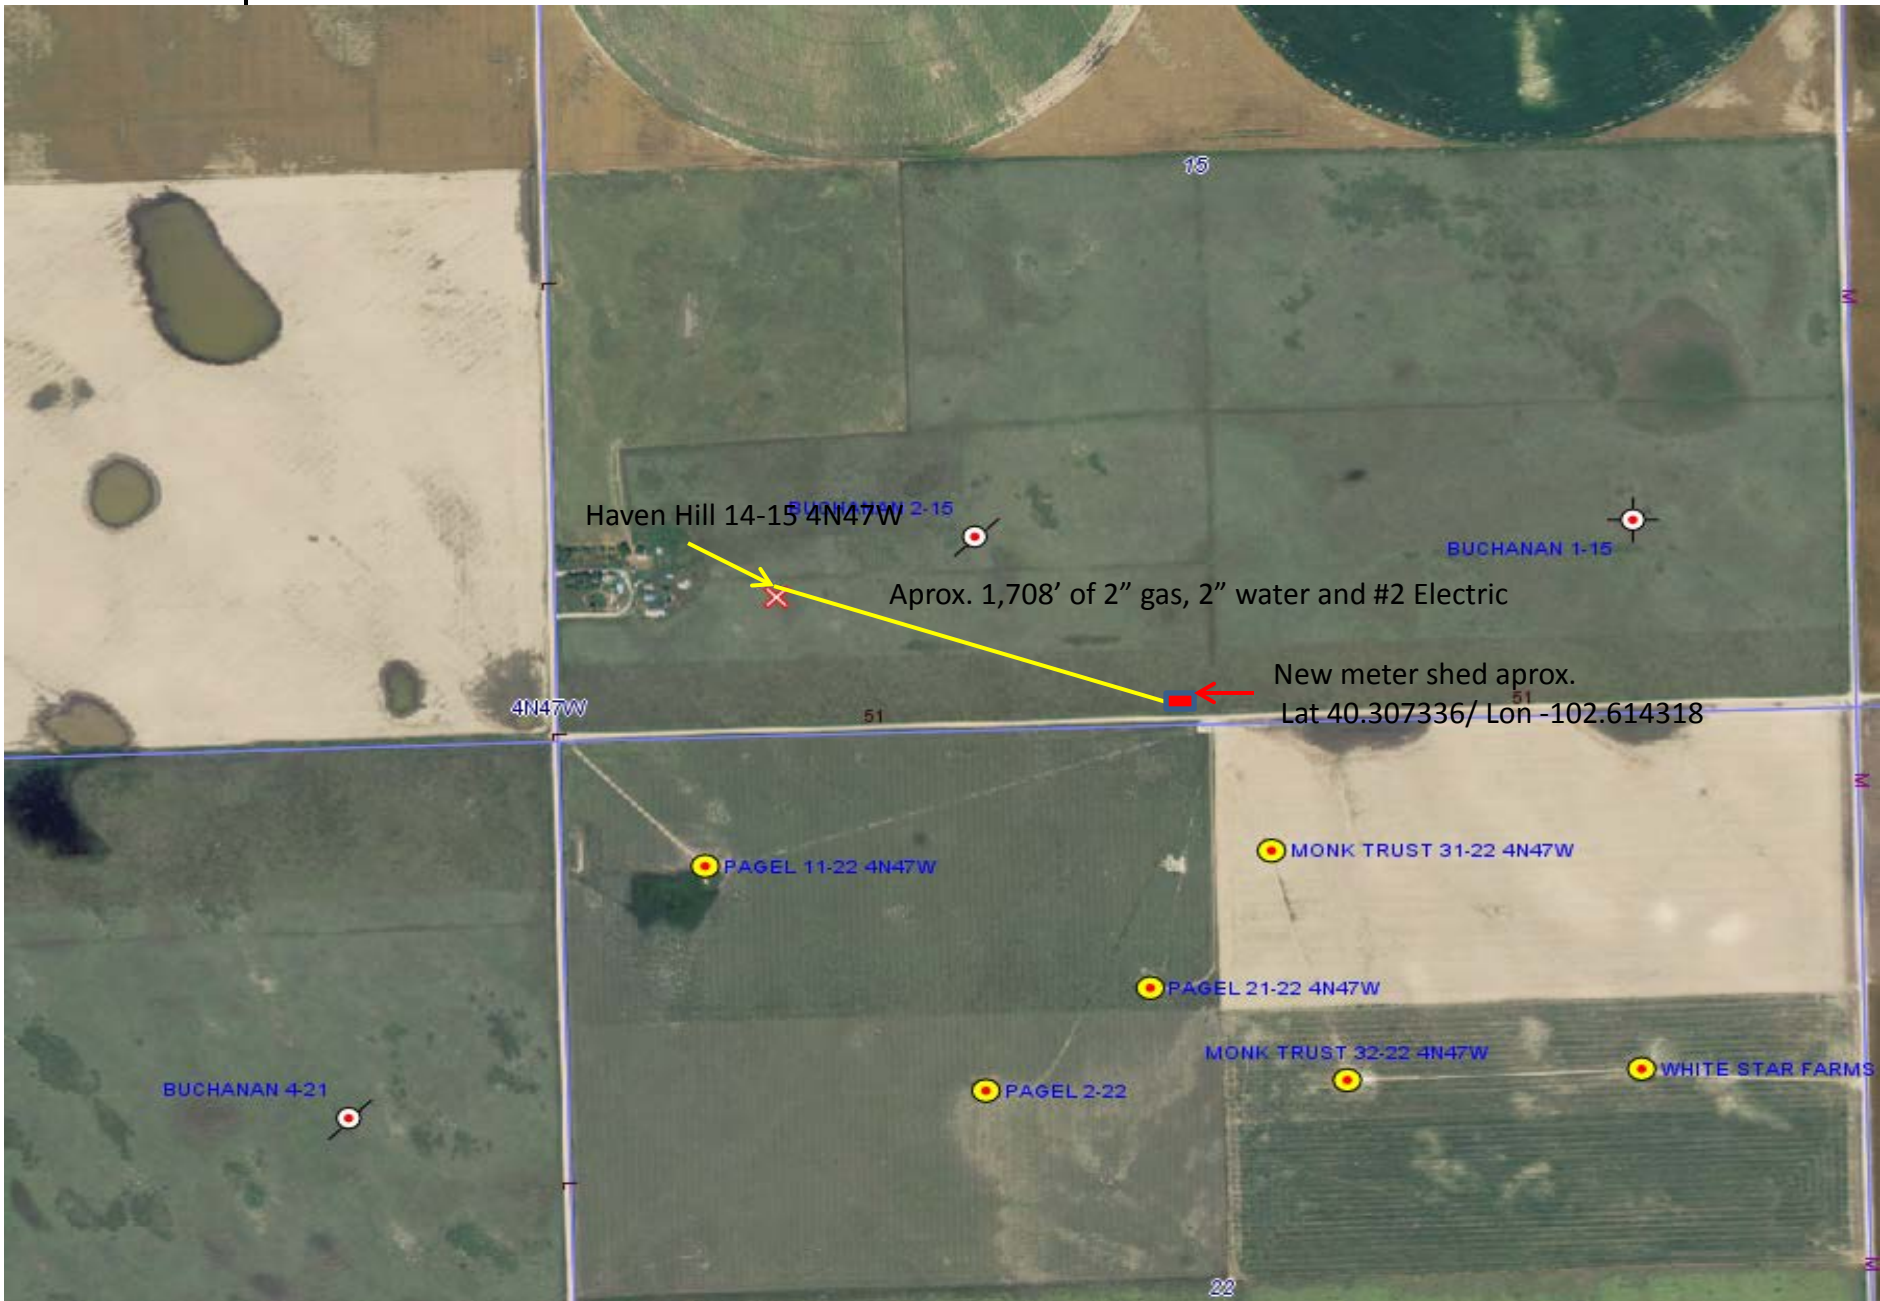 15
L
M
BUCHANAN 2-15
Haven Hill 14-15 4N47W
BUCHANAN 1-15
Aprox. 1,708’ of 2” gas, 2” water and #2 Electric
New meter shed aprox.
Lat 40.307336/ Lon -102.614318
51
4N47W
51
L
M
MONK TRUST 31-22 4N47W
PAGEL 11-22 4N47W
PAGEL 21-22 4N47W
MONK TRUST 32-22 4N47W
WHITE STAR FARMS
BUCHANAN 4-21
PAGEL 2-22
L
M
22